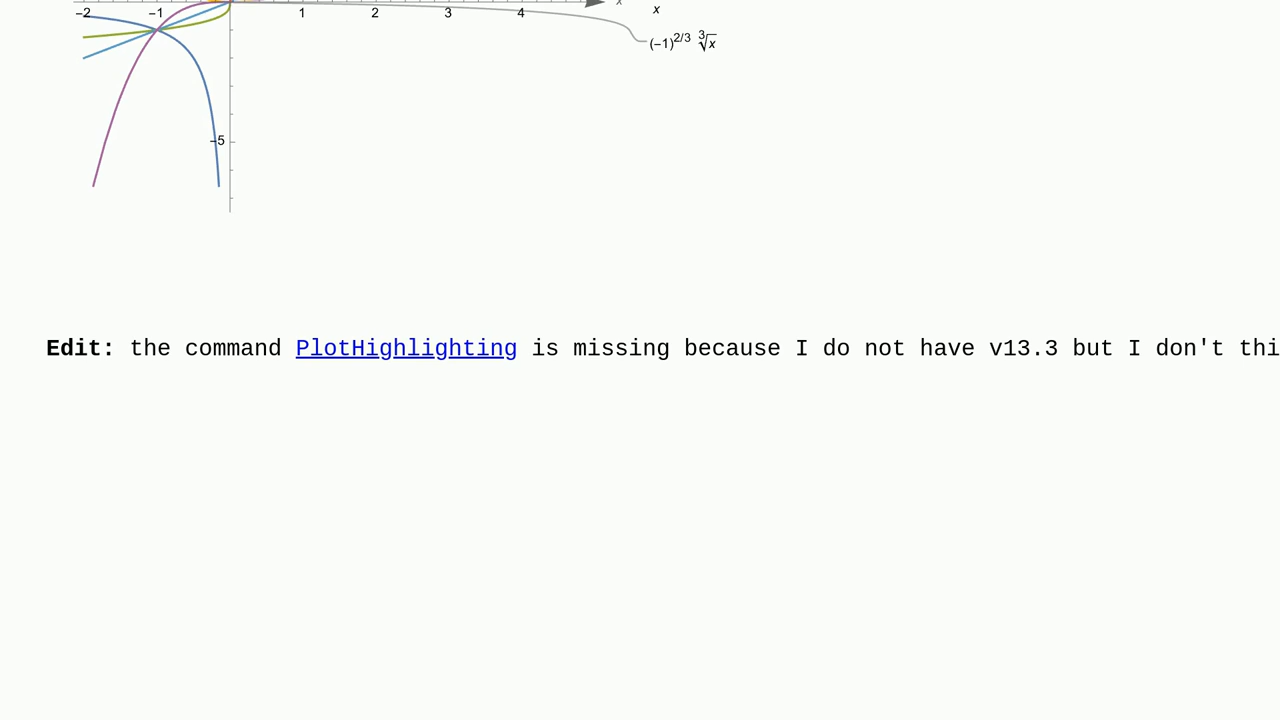 x
−2 −1 1 2 3 4 x
(−1)^2/3 ∛x
−5
Edit: the command PlotHighlighting is missing because I do not have v13.3 but I don't thi